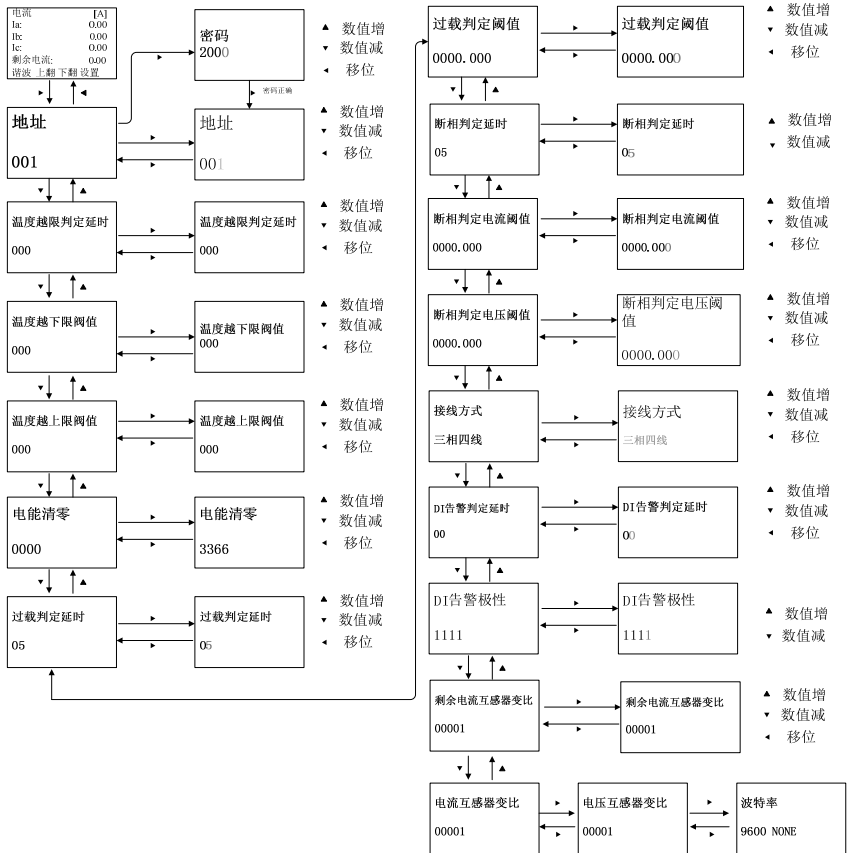 电流 [A]
Ia: 0.00
Ib: 0.00
Ic: 0.00
剩余电流: 0.00
谐波 上翻 下翻 设置
密码
2000
▲ 数值增
▼ 数值减
◄ 移位
密码正确
地址
001
地址
001
▲ 数值增
▼ 数值减
◄ 移位
温度越限判定延时
000
温度越限判定延时
000
▲ 数值增
▼ 数值减
◄ 移位
温度越下限阀值
000
温度越下限阀值
000
▲ 数值增
▼ 数值减
◄ 移位
温度越上限阀值
000
温度越上限阀值
000
▲ 数值增
▼ 数值减
◄ 移位
电能清零
0000
电能清零
3366
▲ 数值增
▼ 数值减
◄ 移位
过载判定延时
05
过载判定延时
05
▲ 数值增
▼ 数值减
◄ 移位
过载判定阈值
0000.000
过载判定阈值
0000.000
▲ 数值增
▼ 数值减
◄ 移位
断相判定延时
05
断相判定延时
05
▲ 数值增
▼ 数值减
断相判定电流阈值
0000.000
断相判定电流阈值
0000.000
▲ 数值增
▼ 数值减
◄ 移位
断相判定电压阈值
0000.000
断相判定电压阈
值
0000.000
▲ 数值增
▼ 数值减
◄ 移位
接线方式
三相四线
接线方式
三相四线
▲ 数值增
▼ 数值减
◄ 移位
DI告警判定延时
00
DI告警判定延时
00
▲ 数值增
▼ 数值减
◄ 移位
DI告警极性
1111
DI告警极性
1111
▲ 数值增
▼ 数值减
剩余电流互感器变比
00001
剩余电流互感器变比
00001
▲ 数值增
▼ 数值减
◄ 移位
电流互感器变比
00001
电压互感器变比
00001
波特率
9600 NONE